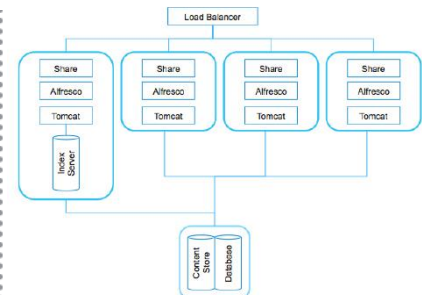 Load Balancer
Share
Alfresco
Tomcat
Index
Server
Share
Alfresco
Tomcat
Share
Alfresco
Tomcat
Share
Alfresco
Tomcat
Content
Store
Database